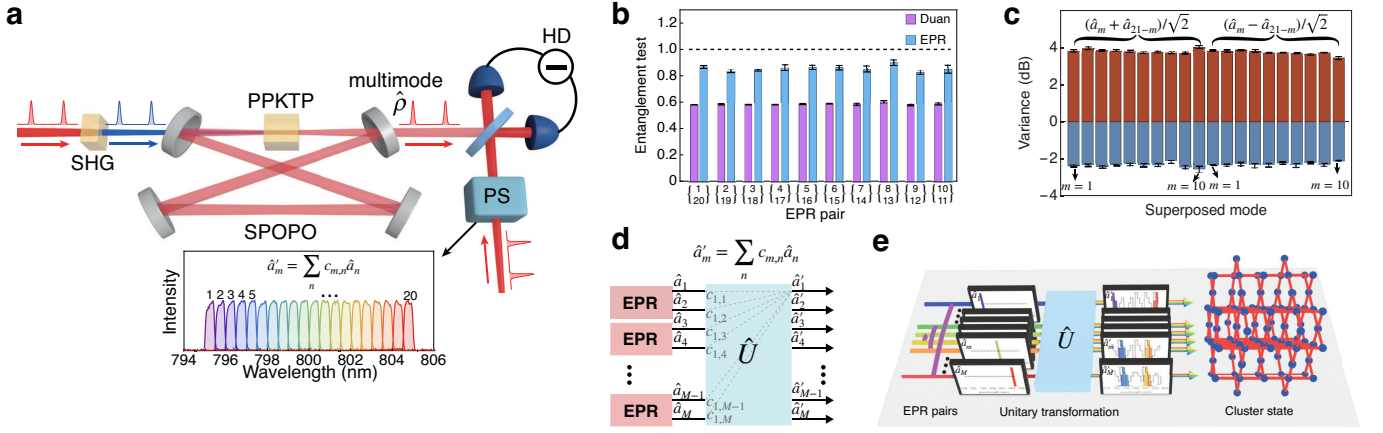 a
HD
multimode
ρ̂
PPKTP
SHG
PS
SPOPO
â′m = ∑n cm,n ân
1 2 3 4 5 ... 20
Intensity
794 796 798 800 802 804 806
Wavelength (nm)
b
Duan
EPR
Entanglement test
1.2
1.0
0.8
0.6
0.4
0.2
0
{1 20} {2 19} {3 18} {4 17} {5 16} {6 15} {7 14} {8 13} {9 12} {10 11}
EPR pair
c
(âm + â21−m)/√2 (âm − â21−m)/√2
Variance (dB)
4
2
0
−2
−4
m = 1 m = 10 m = 1 m = 10
Superposed mode
d
â′m = ∑n cm,n ân
EPR
EPR
EPR
â1 c1,1 â′1
â2 c1,2 â′2
â3 c1,3 â′3
â4 c1,4 â′4
Û
âM−1 c1,M−1 â′M−1
âM c1,M â′M
e
â1 â′1
âm Û â′m
âM â′M
EPR pairs Unitary transformation Cluster state